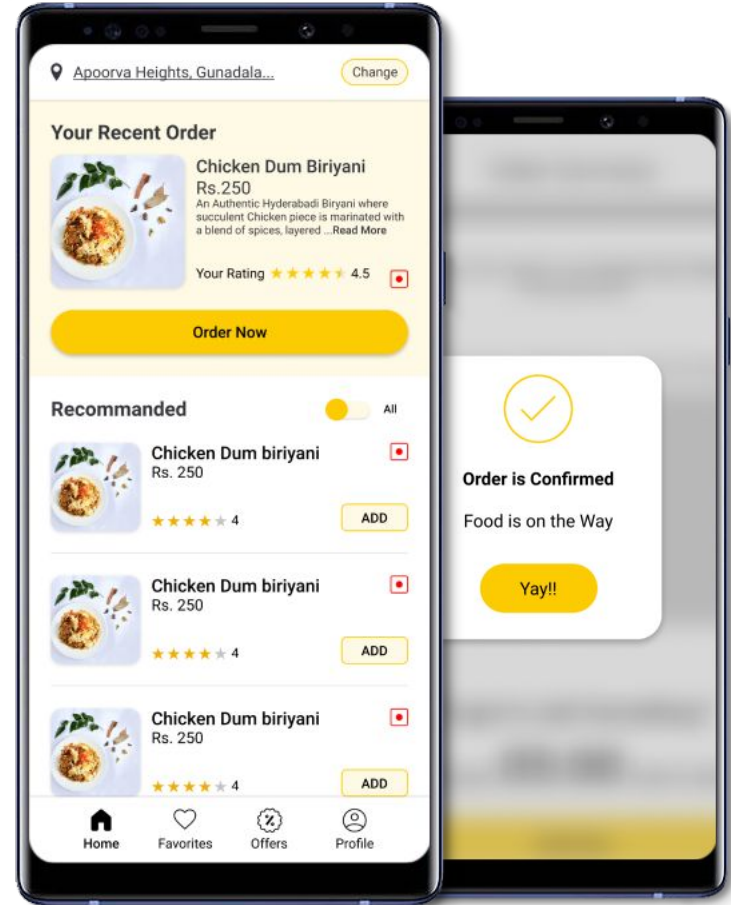 Apoorva Heights, Gunadala...
Change
Your Recent Order
Chicken Dum Biriyani
Rs.250
An Authentic Hyderabadi Biryani where
succulent Chicken piece is marinated with
a blend of spices, layered ...Read More
Your Rating 4.5
Order Now
Recommanded
All
Chicken Dum biriyani
Rs. 250
4
ADD
Chicken Dum biriyani
Rs. 250
4
ADD
Chicken Dum biriyani
Rs. 250
4
ADD
Home
Favorites
Offers
Profile
Order is Confirmed
Food is on the Way
Yay!!